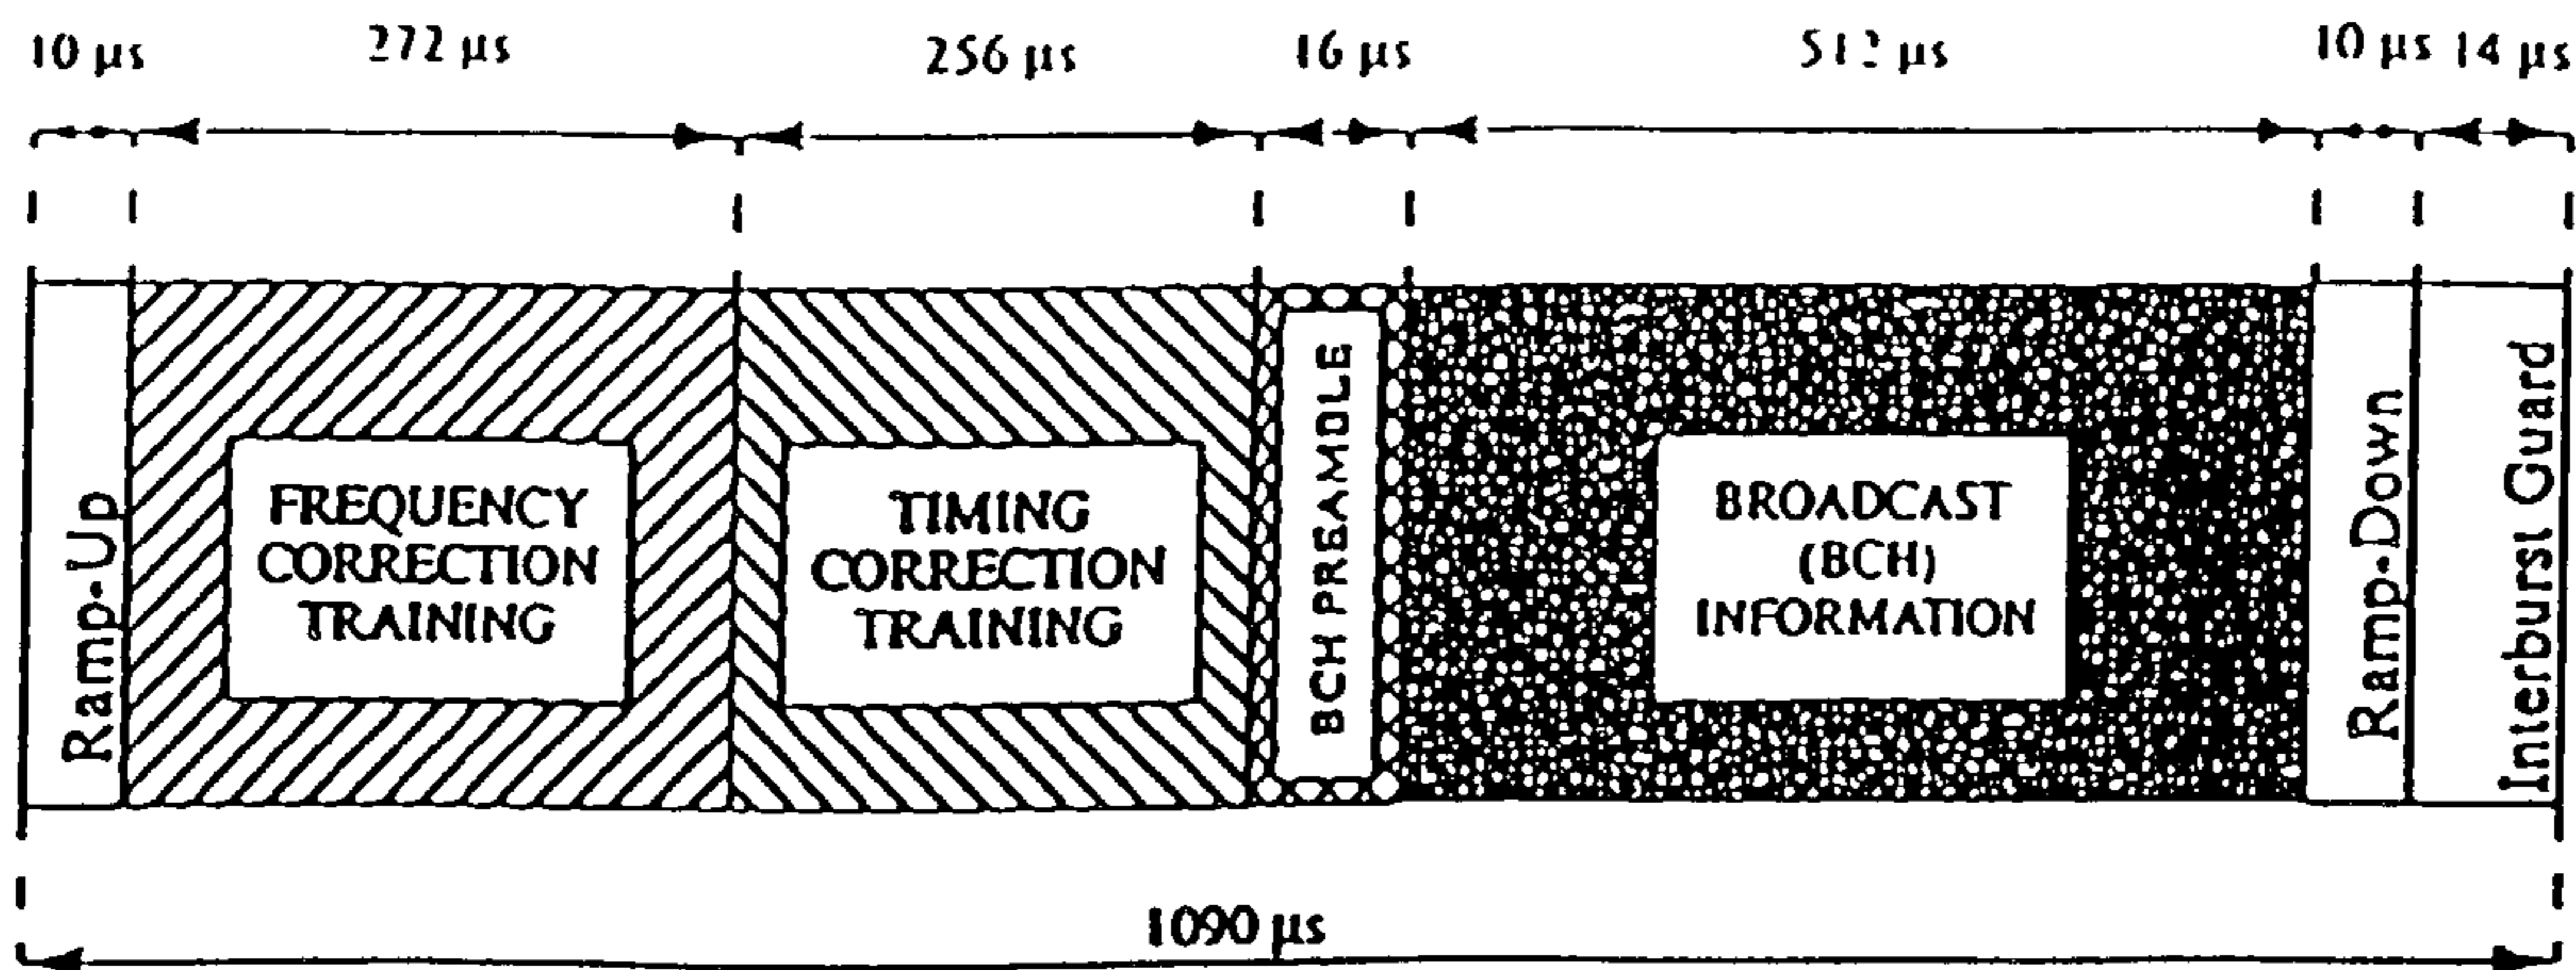 10 µs 272 µs 256 µs 16 µs 512 µs 10 µs 14 µs
Ramp-Up
FREQUENCY
CORRECTION
TRAINING
TIMING
CORRECTION
TRAINING
BCH PREAMOLE
BROADCAST
(BCH)
INFORMATION
Ramp-Down
Interburst Guard
1090 µs